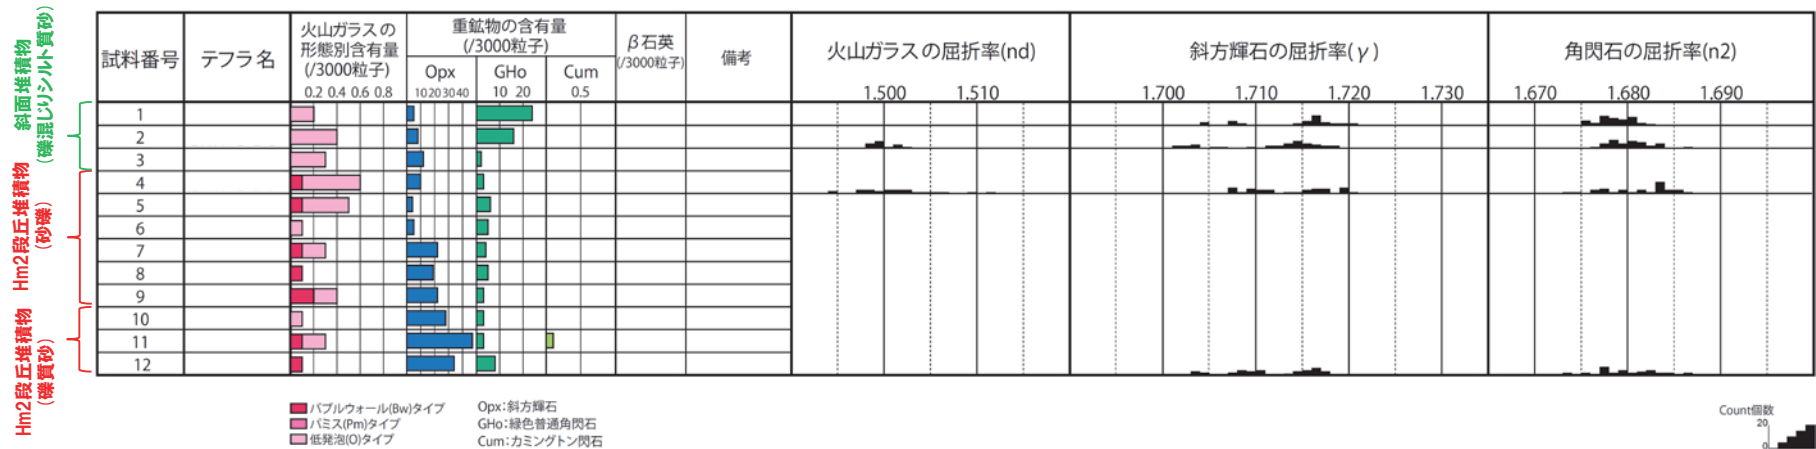 斜面堆積物
(礫混じりシルト質砂)
Hm2段丘堆積物
(砂礫)
Hm2段丘堆積物
(礫質砂)
試料番号
テフラ名
火山ガラスの
形態別含有量
(/3000粒子)
0.2 0.4 0.6 0.8
重鉱物の含有量
(/3000粒子)
Opx
10 20 30 40
GHo
10 20
Cum
0.5
β石英
(/3000粒子)
備考
火山ガラスの屈折率(nd)
1.500 1.510
斜方輝石の屈折率(γ)
1.700 1.710 1.720 1.730
角閃石の屈折率(n2)
1.670 1.680 1.690
1
2
3
4
5
6
7
8
9
10
11
12
バブルウォール(Bw)タイプ
パミス(Pm)タイプ
低発泡(O)タイプ
Opx:斜方輝石
GHo:緑色普通角閃石
Cum:カミングトン閃石
Count個数
20
0